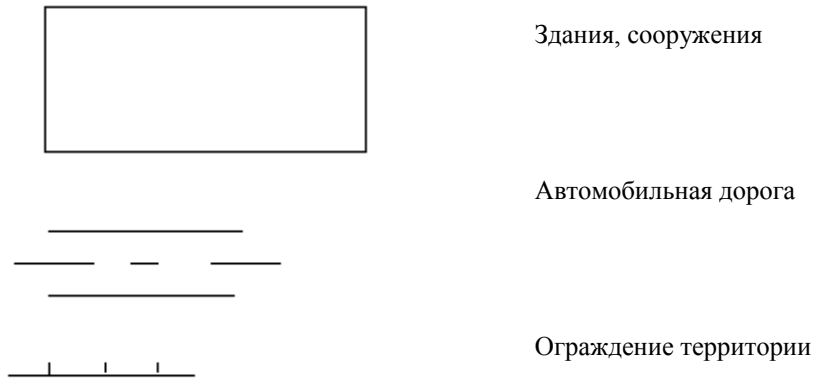 Здания, сооружения
Автомобильная дорога
Ограждение территории